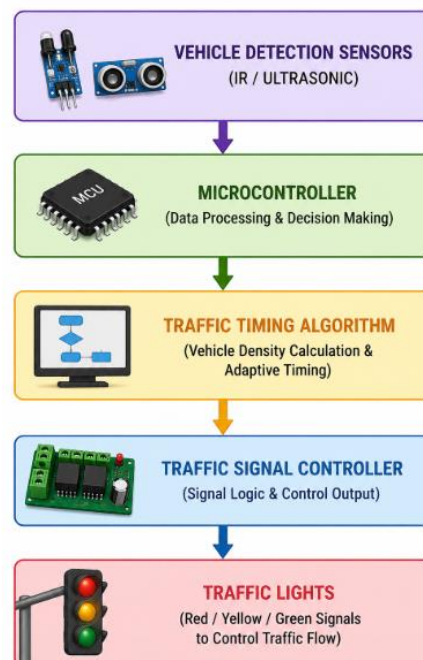 VEHICLE DETECTION SENSORS
(IR / ULTRASONIC)
MCU
MICROCONTROLLER
(Data Processing & Decision Making)
TRAFFIC TIMING ALGORITHM
(Vehicle Density Calculation &
Adaptive Timing)
TRAFFIC SIGNAL CONTROLLER
(Signal Logic & Control Output)
TRAFFIC LIGHTS
(Red / Yellow / Green Signals
to Control Traffic Flow)